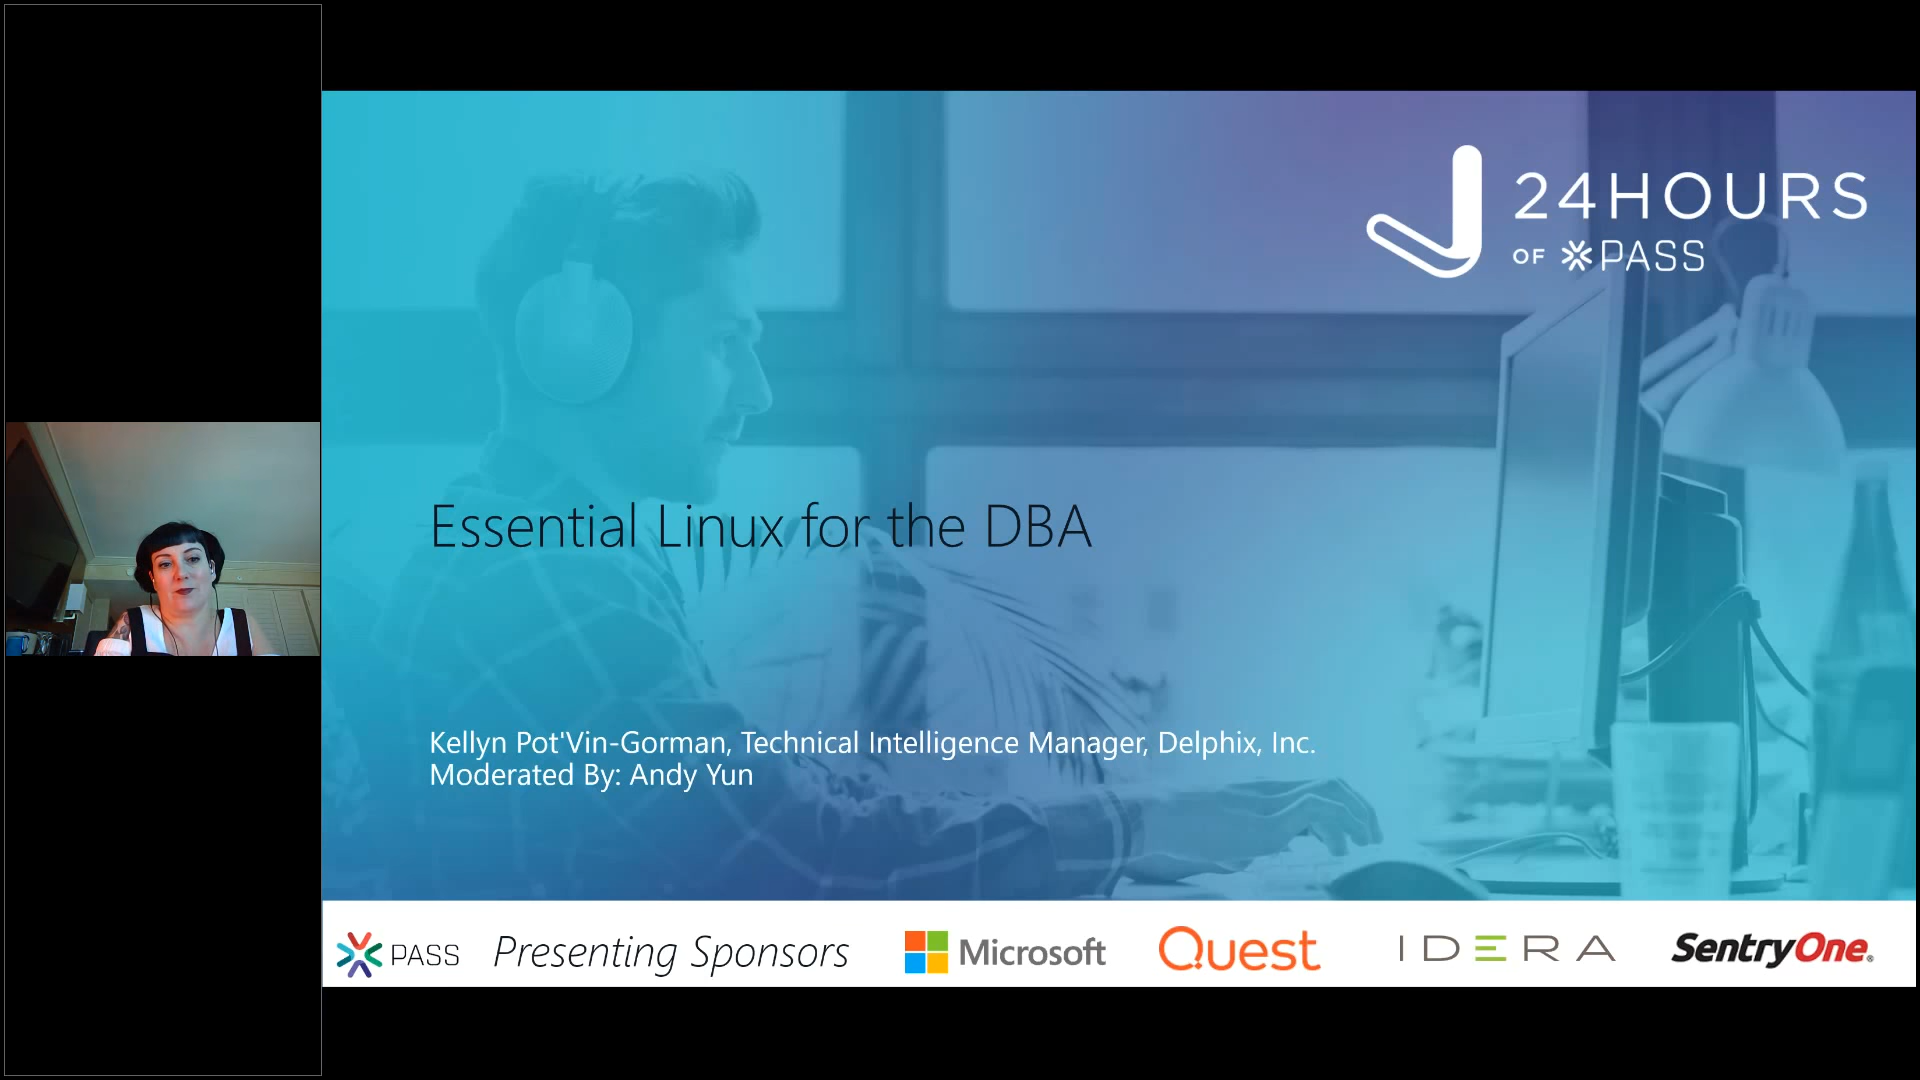 24HOURS
OF PASS
Essential Linux for the DBA
Kellyn Pot'Vin-Gorman, Technical Intelligence Manager, Delphix, Inc.
Moderated By: Andy Yun
PASS Presenting Sponsors Microsoft Quest IDERA SentryOne®